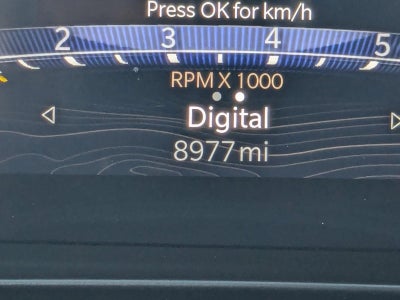 Press OK for km/h
2 3 4 5
RPM X 1000
Digital
8977 mi